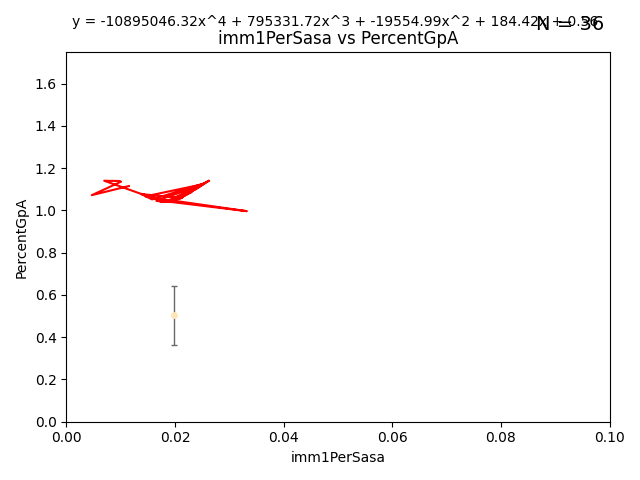 y = -10895046.32x^4 + 795331.72x^3 + -19554.99x^2 + 184.42x + 0.56
N = 36
imm1PerSasa vs PercentGpA
1.6
1.4
1.2
1.0
0.8
0.6
0.4
0.2
0.0
PercentGpA
0.00 0.02 0.04 0.06 0.08 0.10
imm1PerSasa